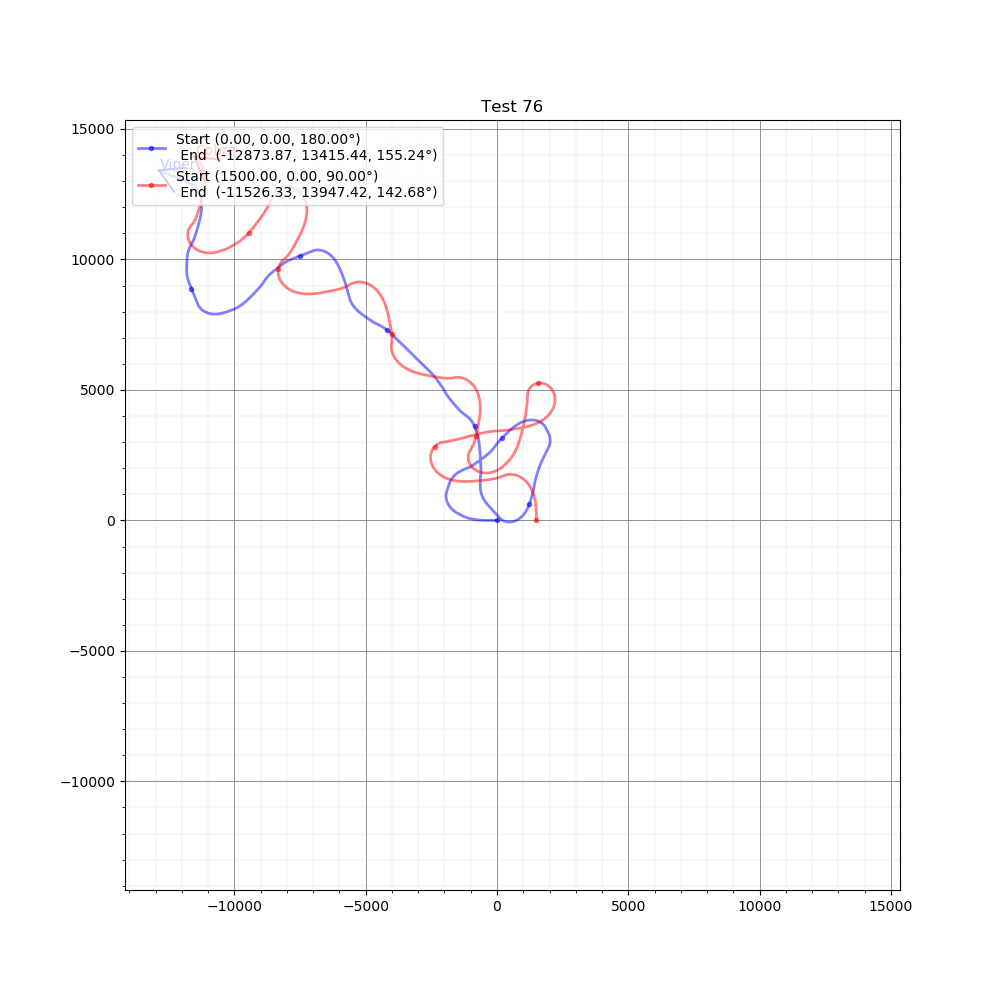 Test 76
15000
10000
5000
0
−5000
−10000
Start (0.00, 0.00, 180.00°)
End (-12873.87, 13415.44, 155.24°)
Start (1500.00, 0.00, 90.00°)
End (-11526.33, 13947.42, 142.68°)
Viper
−10000 −5000 0 5000 10000 15000